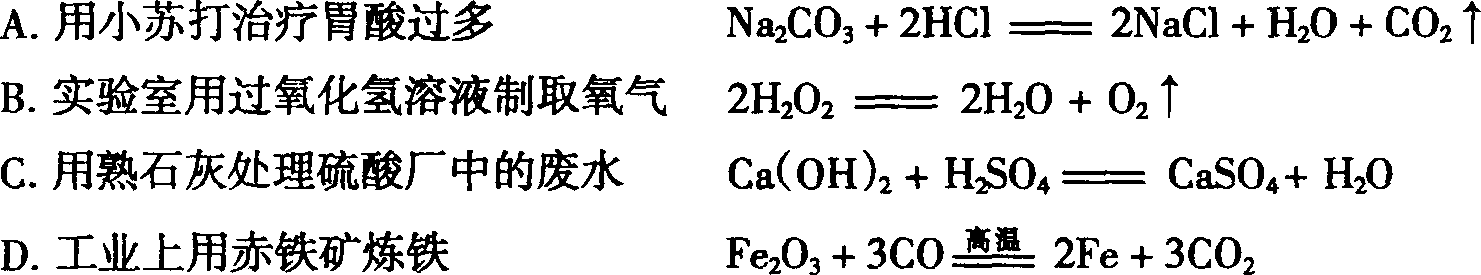 A. 用小苏打治疗胃酸过多 Na₂CO₃ + 2HCl ══ 2NaCl + H₂O + CO₂↑
B. 实验室用过氧化氢溶液制取氧气 2H₂O₂ ══ 2H₂O + O₂↑
C. 用熟石灰处理硫酸厂中的废水 Ca(OH)₂ + H₂SO₄ ══ CaSO₄ + H₂O
D. 工业上用赤铁矿炼铁 Fe₂O₃ + 3CO ══高温══ 2Fe + 3CO₂